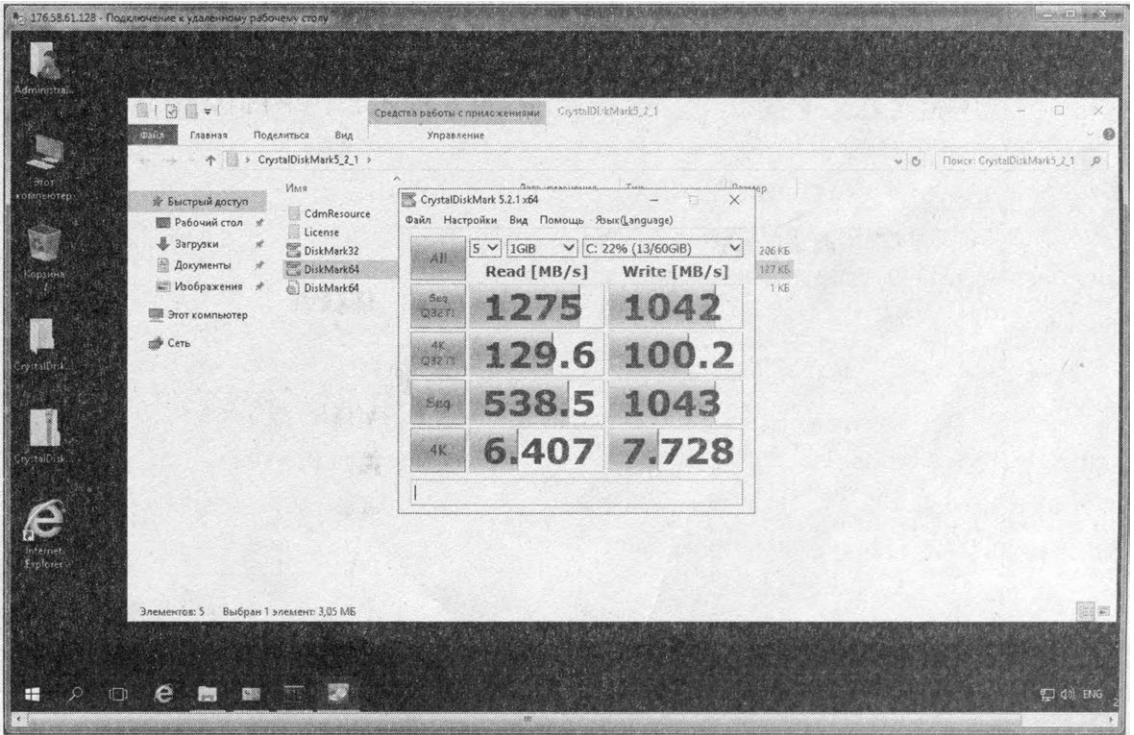 176.58.61.128 - Подключение к удаленному рабочему столу
Administrat...
Этот
компьютер
Корзина
CrystalDisk...
CrystalDisk...
Internet
Explorer
Средства работы с приложениями
CrystalDiskMark5_2_1
Файл Главная Поделиться Вид Управление
CrystalDiskMark5_2_1
Поиск: CrystalDiskMark5_2_1
Имя
Быстрый доступ
Рабочий стол
Загрузки
Документы
Изображения
Этот компьютер
Сеть
CdmResource
License
DiskMark32
DiskMark64
DiskMark64
206 КБ
127 КБ
1 КБ
CrystalDiskMark 5.2.1 x64
Файл Настройки Вид Помощь Язык(Language)
All 5 1GiB C: 22% (13/60GiB)
Read [MB/s] Write [MB/s]
Seq
Q32T1 1275 1042
4K
Q32T1 129.6 100.2
Seq 538.5 1043
4K 6.407 7.728
Элементов: 5 Выбран 1 элемент: 3,05 МБ
ENG